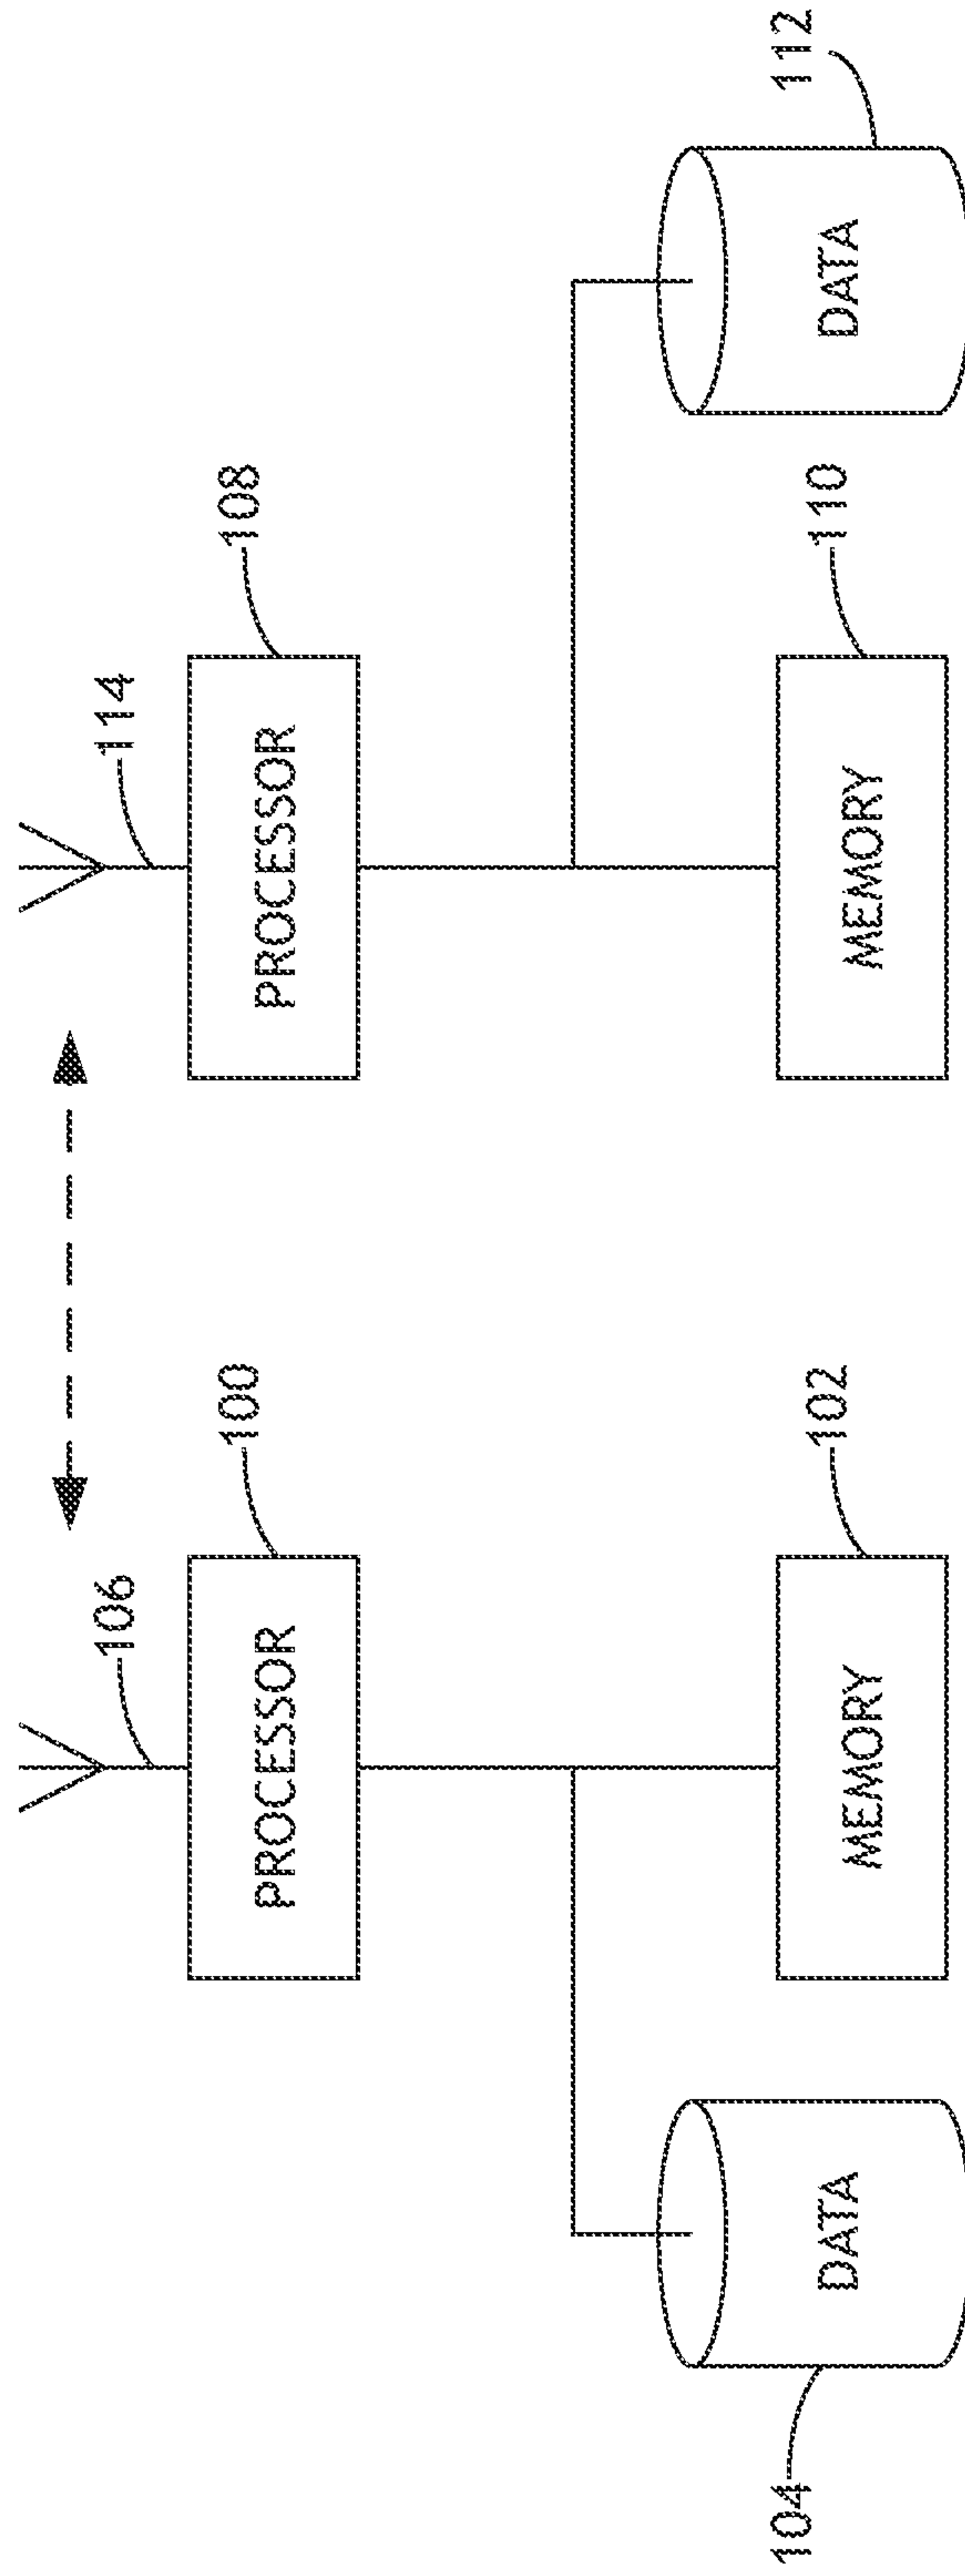 106
114
100
108
PROCESSOR
PROCESSOR
104
112
102
110
DATA
MEMORY
MEMORY
DATA